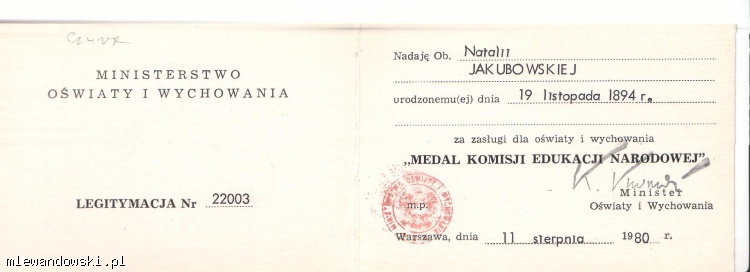 MINISTERSTWO
OŚWIATY I WYCHOWANIA
LEGITYMACJA Nr 22003
Nadaję Ob. Natalii
JAKUBOWSKIEJ
urodzonemu(ej) dnia 19 listopada 1894 r.
za zasługi dla oświaty i wychowania
„MEDAL KOMISJI EDUKACJI NARODOWEJ”
Minister
Oświaty i Wychowania
m.p.
Warszawa, dnia 11 sierpnia 1980 r.
mlewandowski.pl